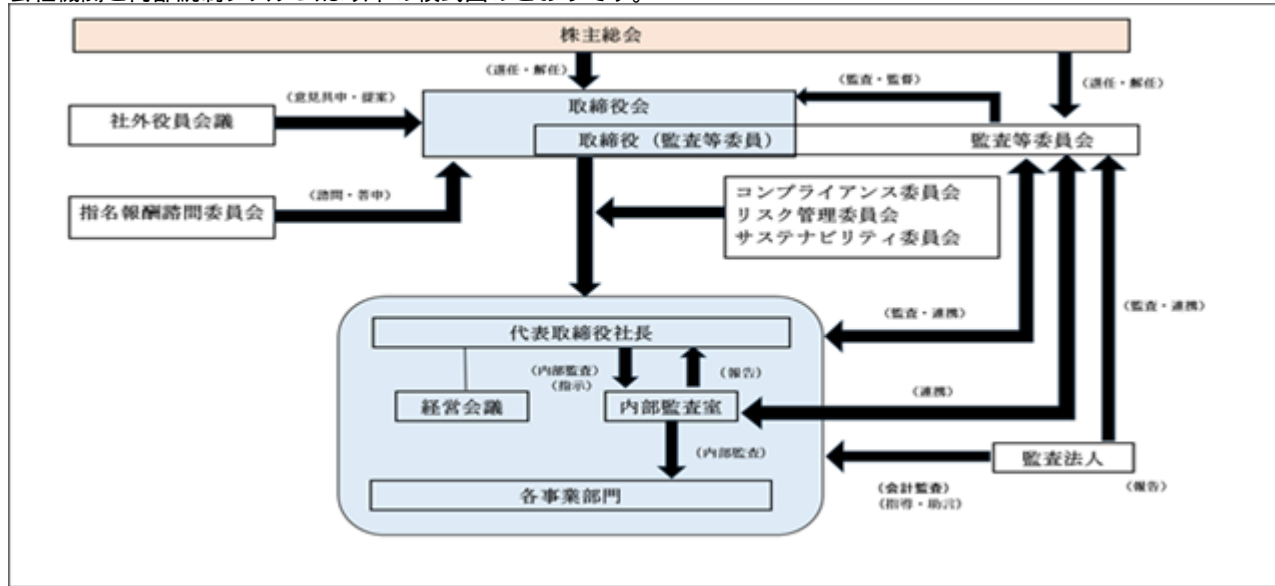 株主総会
(選任・解任)
(監査・監督)
(選任・解任)
(意見具申・提案)
取締役会
社外役員会議
取締役(監査等委員)
監査等委員会
(諮問・答申)
指名報酬諮問委員会
コンプライアンス委員会
リスク管理委員会
サステナビリティ委員会
(監査・連携)
(監査・連携)
代表取締役社長
(内部監査)
(指示)
(報告)
経営会議
内部監査室
(連携)
(内部監査)
監査法人
各事業部門
(会計監査)
(指導・助言)
(報告)